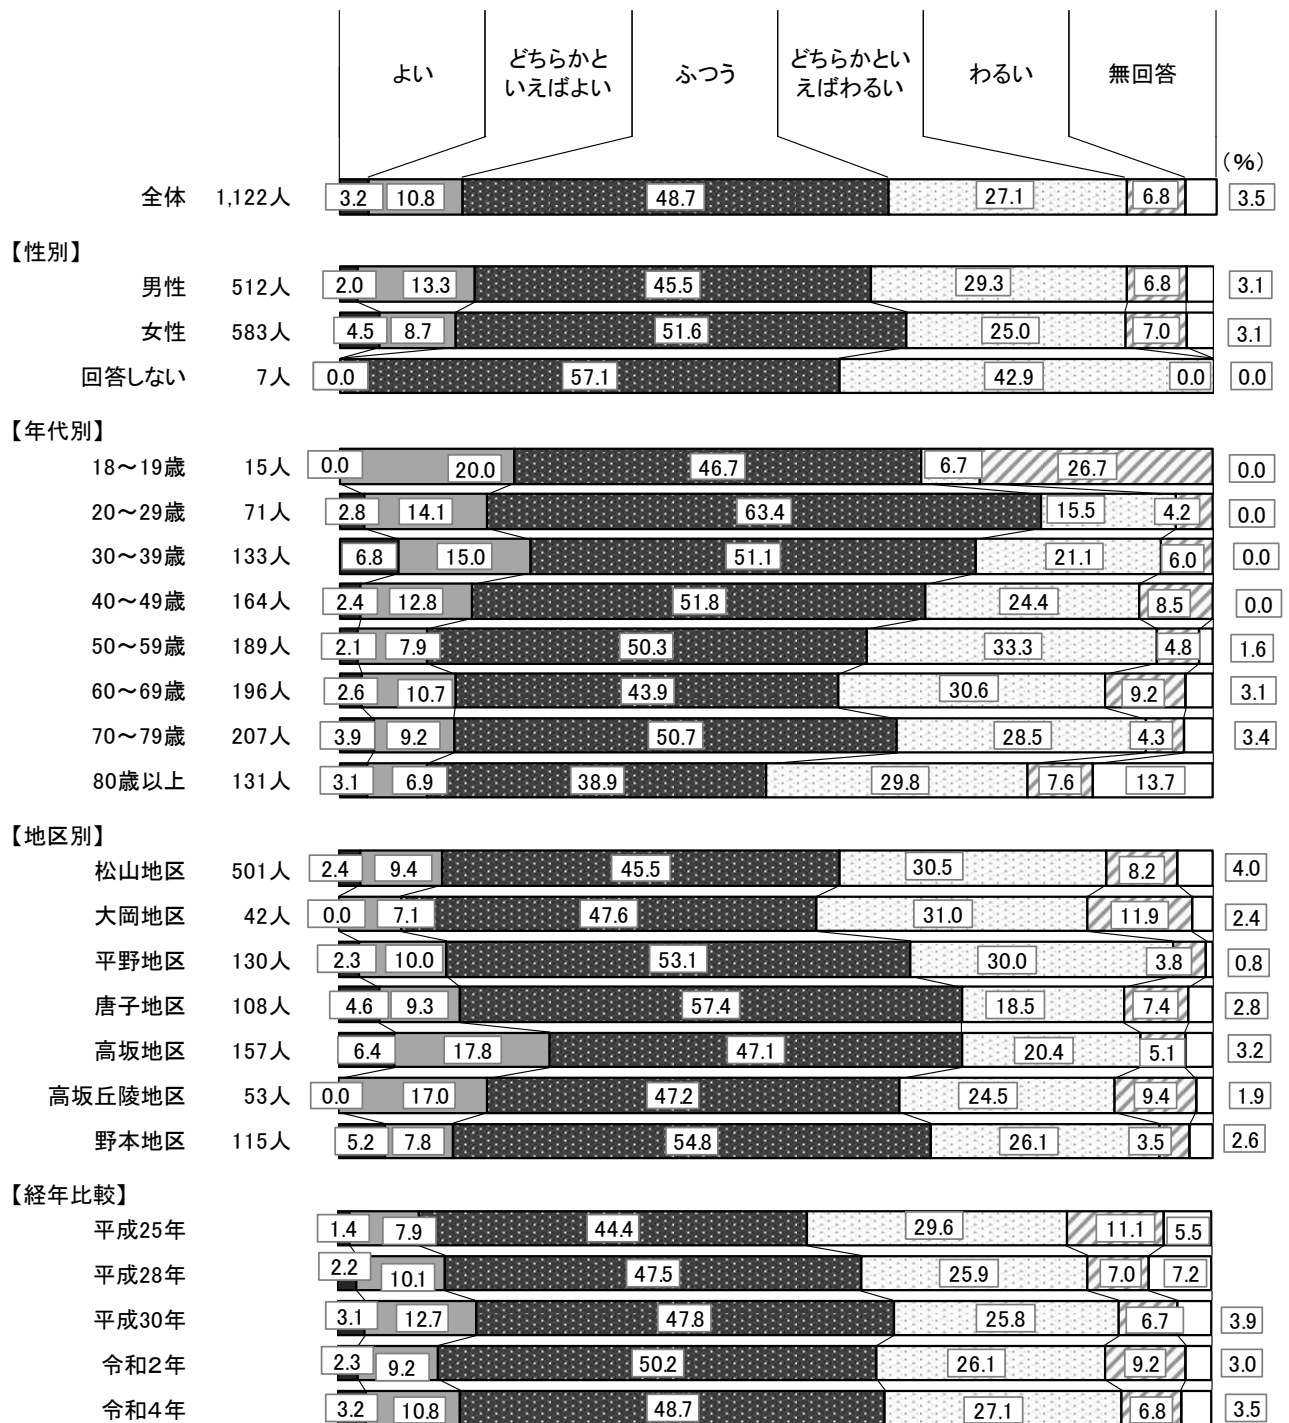 よい
どちらかと
いえばよい
ふつう
どちらかとい
えばわるい
わるい
無回答
(%)
全体 1,122人 3.2 10.8 48.7 27.1 6.8 3.5
【性別】
男性 512人 2.0 13.3 45.5 29.3 6.8 3.1
女性 583人 4.5 8.7 51.6 25.0 7.0 3.1
回答しない 7人 0.0 57.1 42.9 0.0 0.0
【年代別】
18～19歳 15人 0.0 20.0 46.7 6.7 26.7 0.0
20～29歳 71人 2.8 14.1 63.4 15.5 4.2 0.0
30～39歳 133人 6.8 15.0 51.1 21.1 6.0 0.0
40～49歳 164人 2.4 12.8 51.8 24.4 8.5 0.0
50～59歳 189人 2.1 7.9 50.3 33.3 4.8 1.6
60～69歳 196人 2.6 10.7 43.9 30.6 9.2 3.1
70～79歳 207人 3.9 9.2 50.7 28.5 4.3 3.4
80歳以上 131人 3.1 6.9 38.9 29.8 7.6 13.7
【地区別】
松山地区 501人 2.4 9.4 45.5 30.5 8.2 4.0
大岡地区 42人 0.0 7.1 47.6 31.0 11.9 2.4
平野地区 130人 2.3 10.0 53.1 30.0 3.8 0.8
唐子地区 108人 4.6 9.3 57.4 18.5 7.4 2.8
高坂地区 157人 6.4 17.8 47.1 20.4 5.1 3.2
高坂丘陵地区 53人 0.0 17.0 47.2 24.5 9.4 1.9
野本地区 115人 5.2 7.8 54.8 26.1 3.5 2.6
【経年比較】
平成25年 1.4 7.9 44.4 29.6 11.1 5.5
平成28年 2.2 10.1 47.5 25.9 7.0 7.2
平成30年 3.1 12.7 47.8 25.8 6.7 3.9
令和2年 2.3 9.2 50.2 26.1 9.2 3.0
令和4年 3.2 10.8 48.7 27.1 6.8 3.5